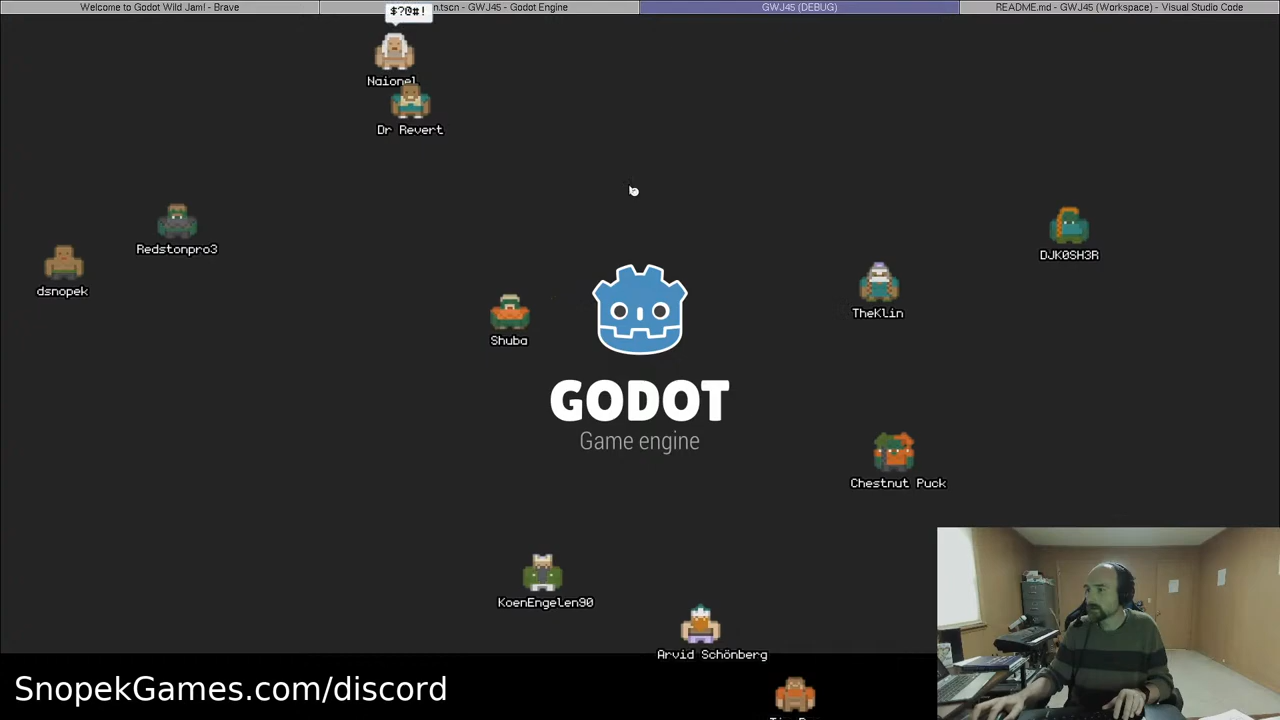 Welcome to Godot Wild Jam! - Brave
n.tscn - GWJ45 - Godot Engine
GWJ45 (DEBUG)
README.md - GWJ45 (Workspace) - Visual Studio Code
$?@#!
Naionel
Dr Revert
Redstonpro3
DJK0SH3R
dsnopek
TheKlin
Shuba
GODOT
Game engine
Chestnut Puck
KoenEngelen90
Arvid Schönberg
SnopekGames.com/discord